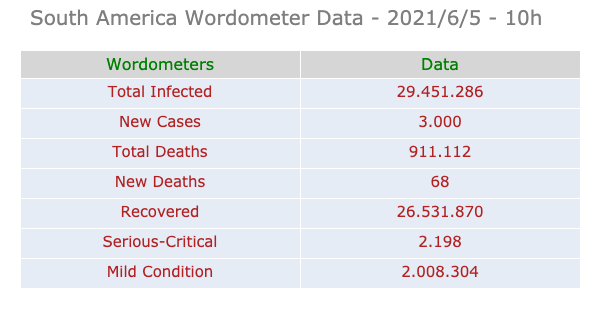 South America Wordometer Data - 2021/6/5 - 10h
Wordometers Data
Total Infected 29.451.286
New Cases 3.000
Total Deaths 911.112
New Deaths 68
Recovered 26.531.870
Serious-Critical 2.198
Mild Condition 2.008.304